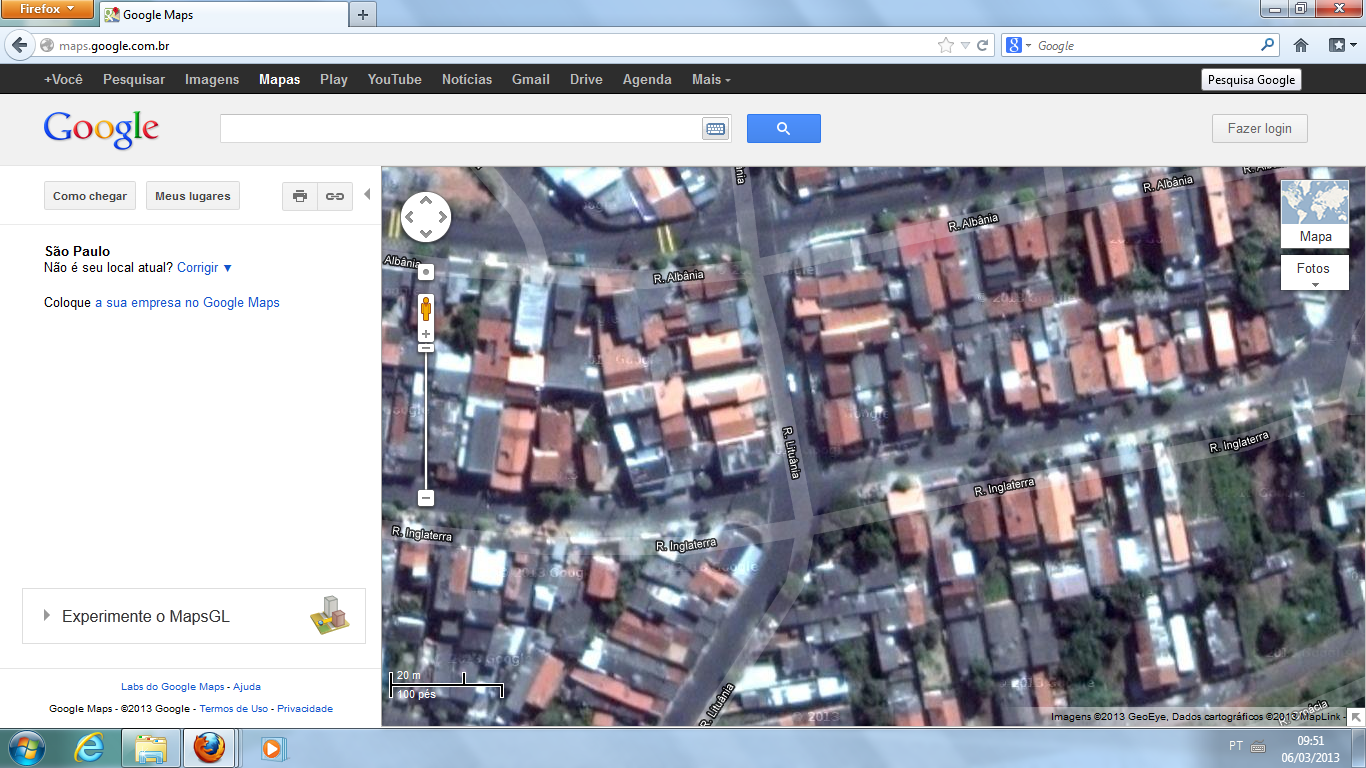 Firefox
Google Maps
maps.google.com.br
Google
+Você Pesquisar Imagens Mapas Play YouTube Notícias Gmail Drive Agenda Mais
Pesquisa Google
Google
Fazer login
Como chegar
Meus lugares
São Paulo
Não é seu local atual? Corrigir ▼
Coloque a sua empresa no Google Maps
Experimente o MapsGL
Labs do Google Maps - Ajuda
Google Maps - ©2013 Google - Termos de Uso - Privacidade
Mapa
Fotos
R. Albânia
R. Albânia
Albânia
R. Albânia
R. Lituânia
R. Inglaterra
R. Inglaterra
R. Inglaterra
R. Inglaterra
R. Lituânia
20 m
100 pés
R. Croácia
Imagens ©2013 GeoEye, Dados cartográficos ©2013 MapLink -
PT
09:51
06/03/2013